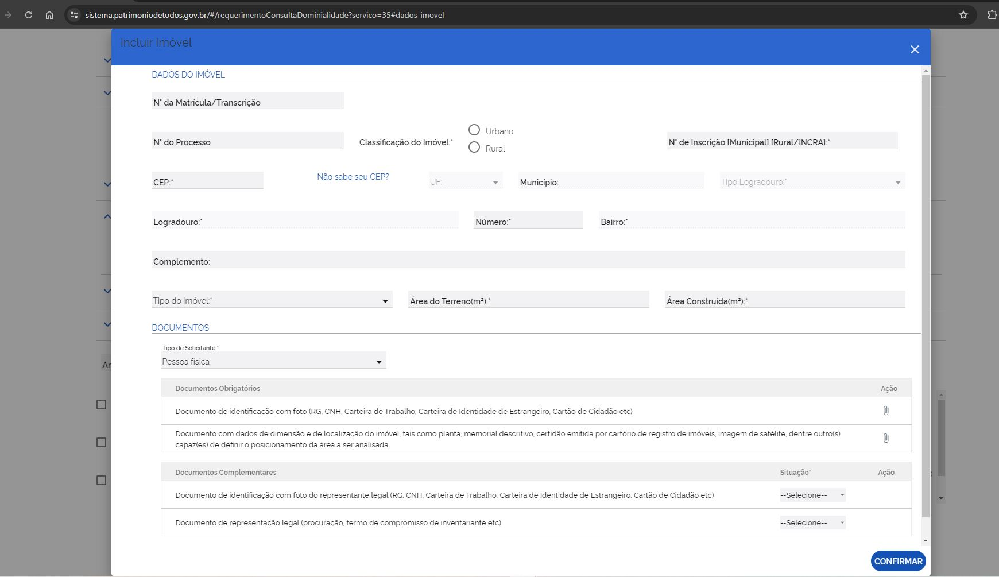 sistema.patrimoniodetodos.gov.br/#/requerimentoConsultaDominialidade?servico=35#dados-imovel
Incluir Imóvel
DADOS DO IMÓVEL
N° da Matrícula/Transcrição
N° do Processo
Classificação do Imóvel:*
Urbano
Rural
N° de Inscrição [Municipal] [Rural/INCRA]:*
CEP:*
Não sabe seu CEP?
UF:
Município:
Tipo Logradouro:*
Logradouro:*
Número:*
Bairro:*
Complemento:
Tipo do Imóvel:*
Área do Terreno(m²):*
Área Construída(m²):*
DOCUMENTOS
Tipo de Solicitante:*
Pessoa física
Documentos Obrigatórios
Ação
Documento de identificação com foto (RG, CNH, Carteira de Trabalho, Carteira de Identidade de Estrangeiro, Cartão de Cidadão etc)
Documento com dados de dimensão e de localização do imóvel, tais como planta, memorial descritivo, certidão emitida por cartório de registro de imóveis, imagem de satélite, dentre outro(s)
capaz(es) de definir o posicionamento da área a ser analisada
Documentos Complementares
Situação*
Ação
Documento de identificação com foto do representante legal (RG, CNH, Carteira de Trabalho, Carteira de Identidade de Estrangeiro, Cartão de Cidadão etc)
--Selecione--
Documento de representação legal (procuração, termo de compromisso de inventariante etc)
--Selecione--
CONFIRMAR